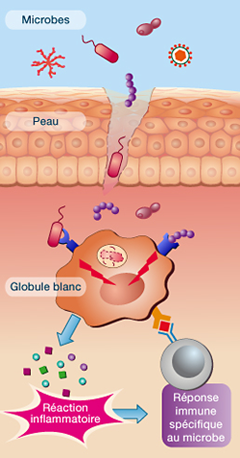 Microbes
Peau
Globule blanc
Réaction
inflammatoire
Réponse
immune
spécifique
au microbe